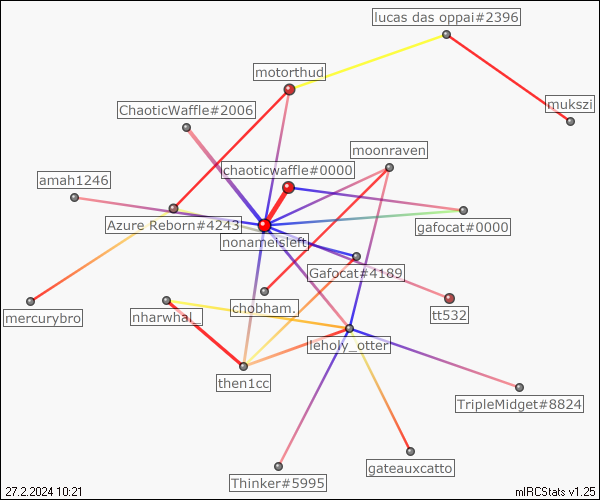 lucas das oppai#2396
motorthud
mukszi
ChaoticWaffle#2006
moonraven
chaoticwaffle#0000
amah1246
Azure Reborn#4243
gafocat#0000
nonameisleft
Gafocat#4189
chobham.
tt532
mercurybro
nharwhal_
leholy_otter
then1cc
TripleMidget#8824
gateauxcatto
Thinker#5995
27.2.2024 10:21
mIRCStats v1.25